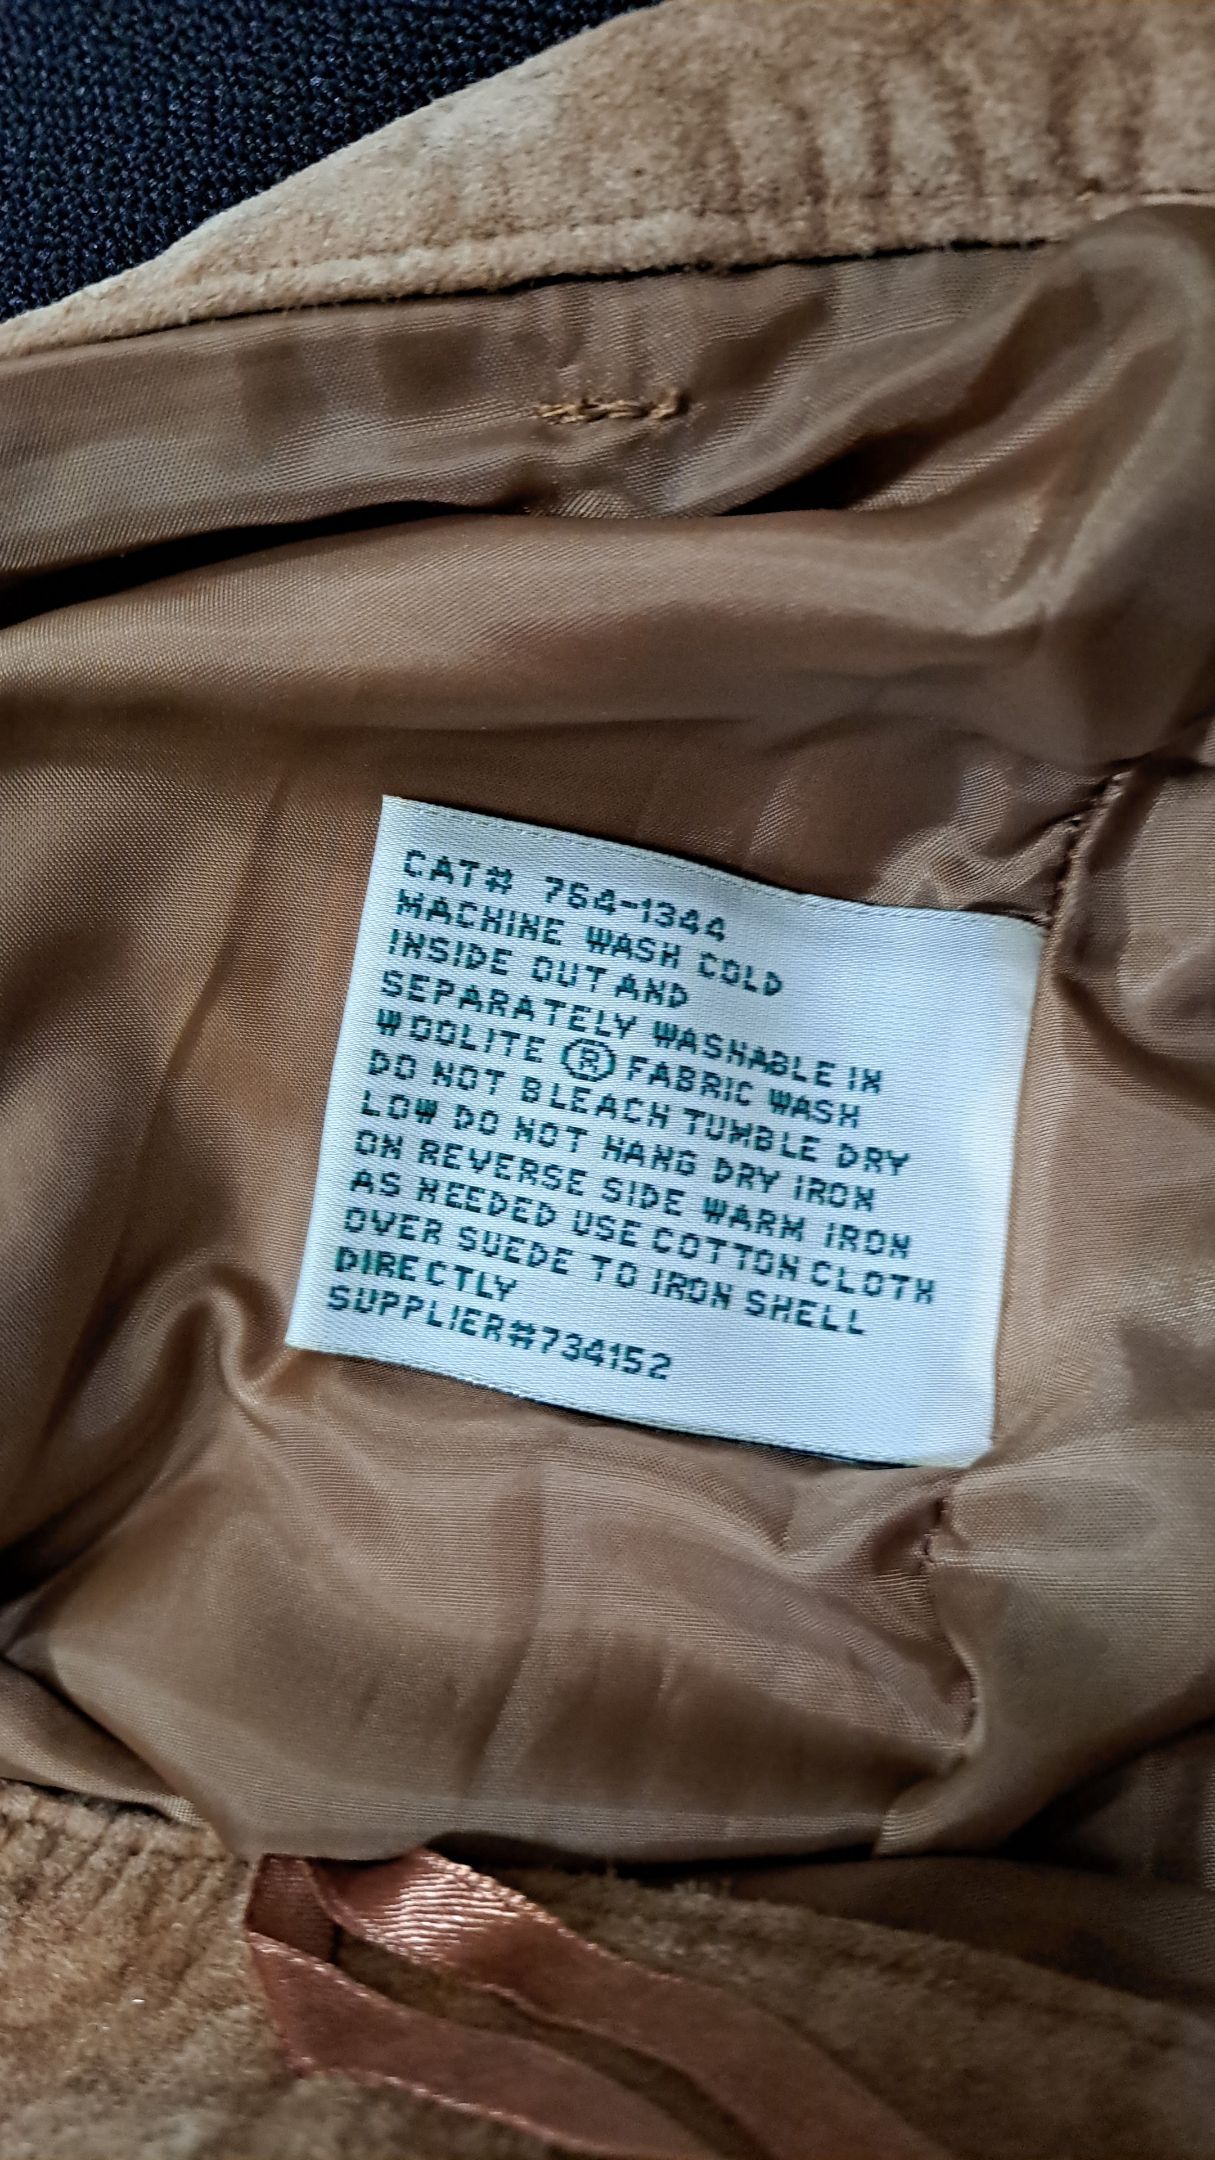 CAT# 764-1344
MACHINE WASH COLD
INSIDE OUT AND
SEPARATELY WASHABLE IN
WOOLITE ® FABRIC WASH
DO NOT BLEACH TUMBLE DRY
LOW DO NOT HANG DRY IRON
ON REVERSE SIDE WARM IRON
AS NEEDED USE COTTON CLOTH
OVER SUEDE TO IRON SHELL
DIRECTLY
SUPPLIER#734152